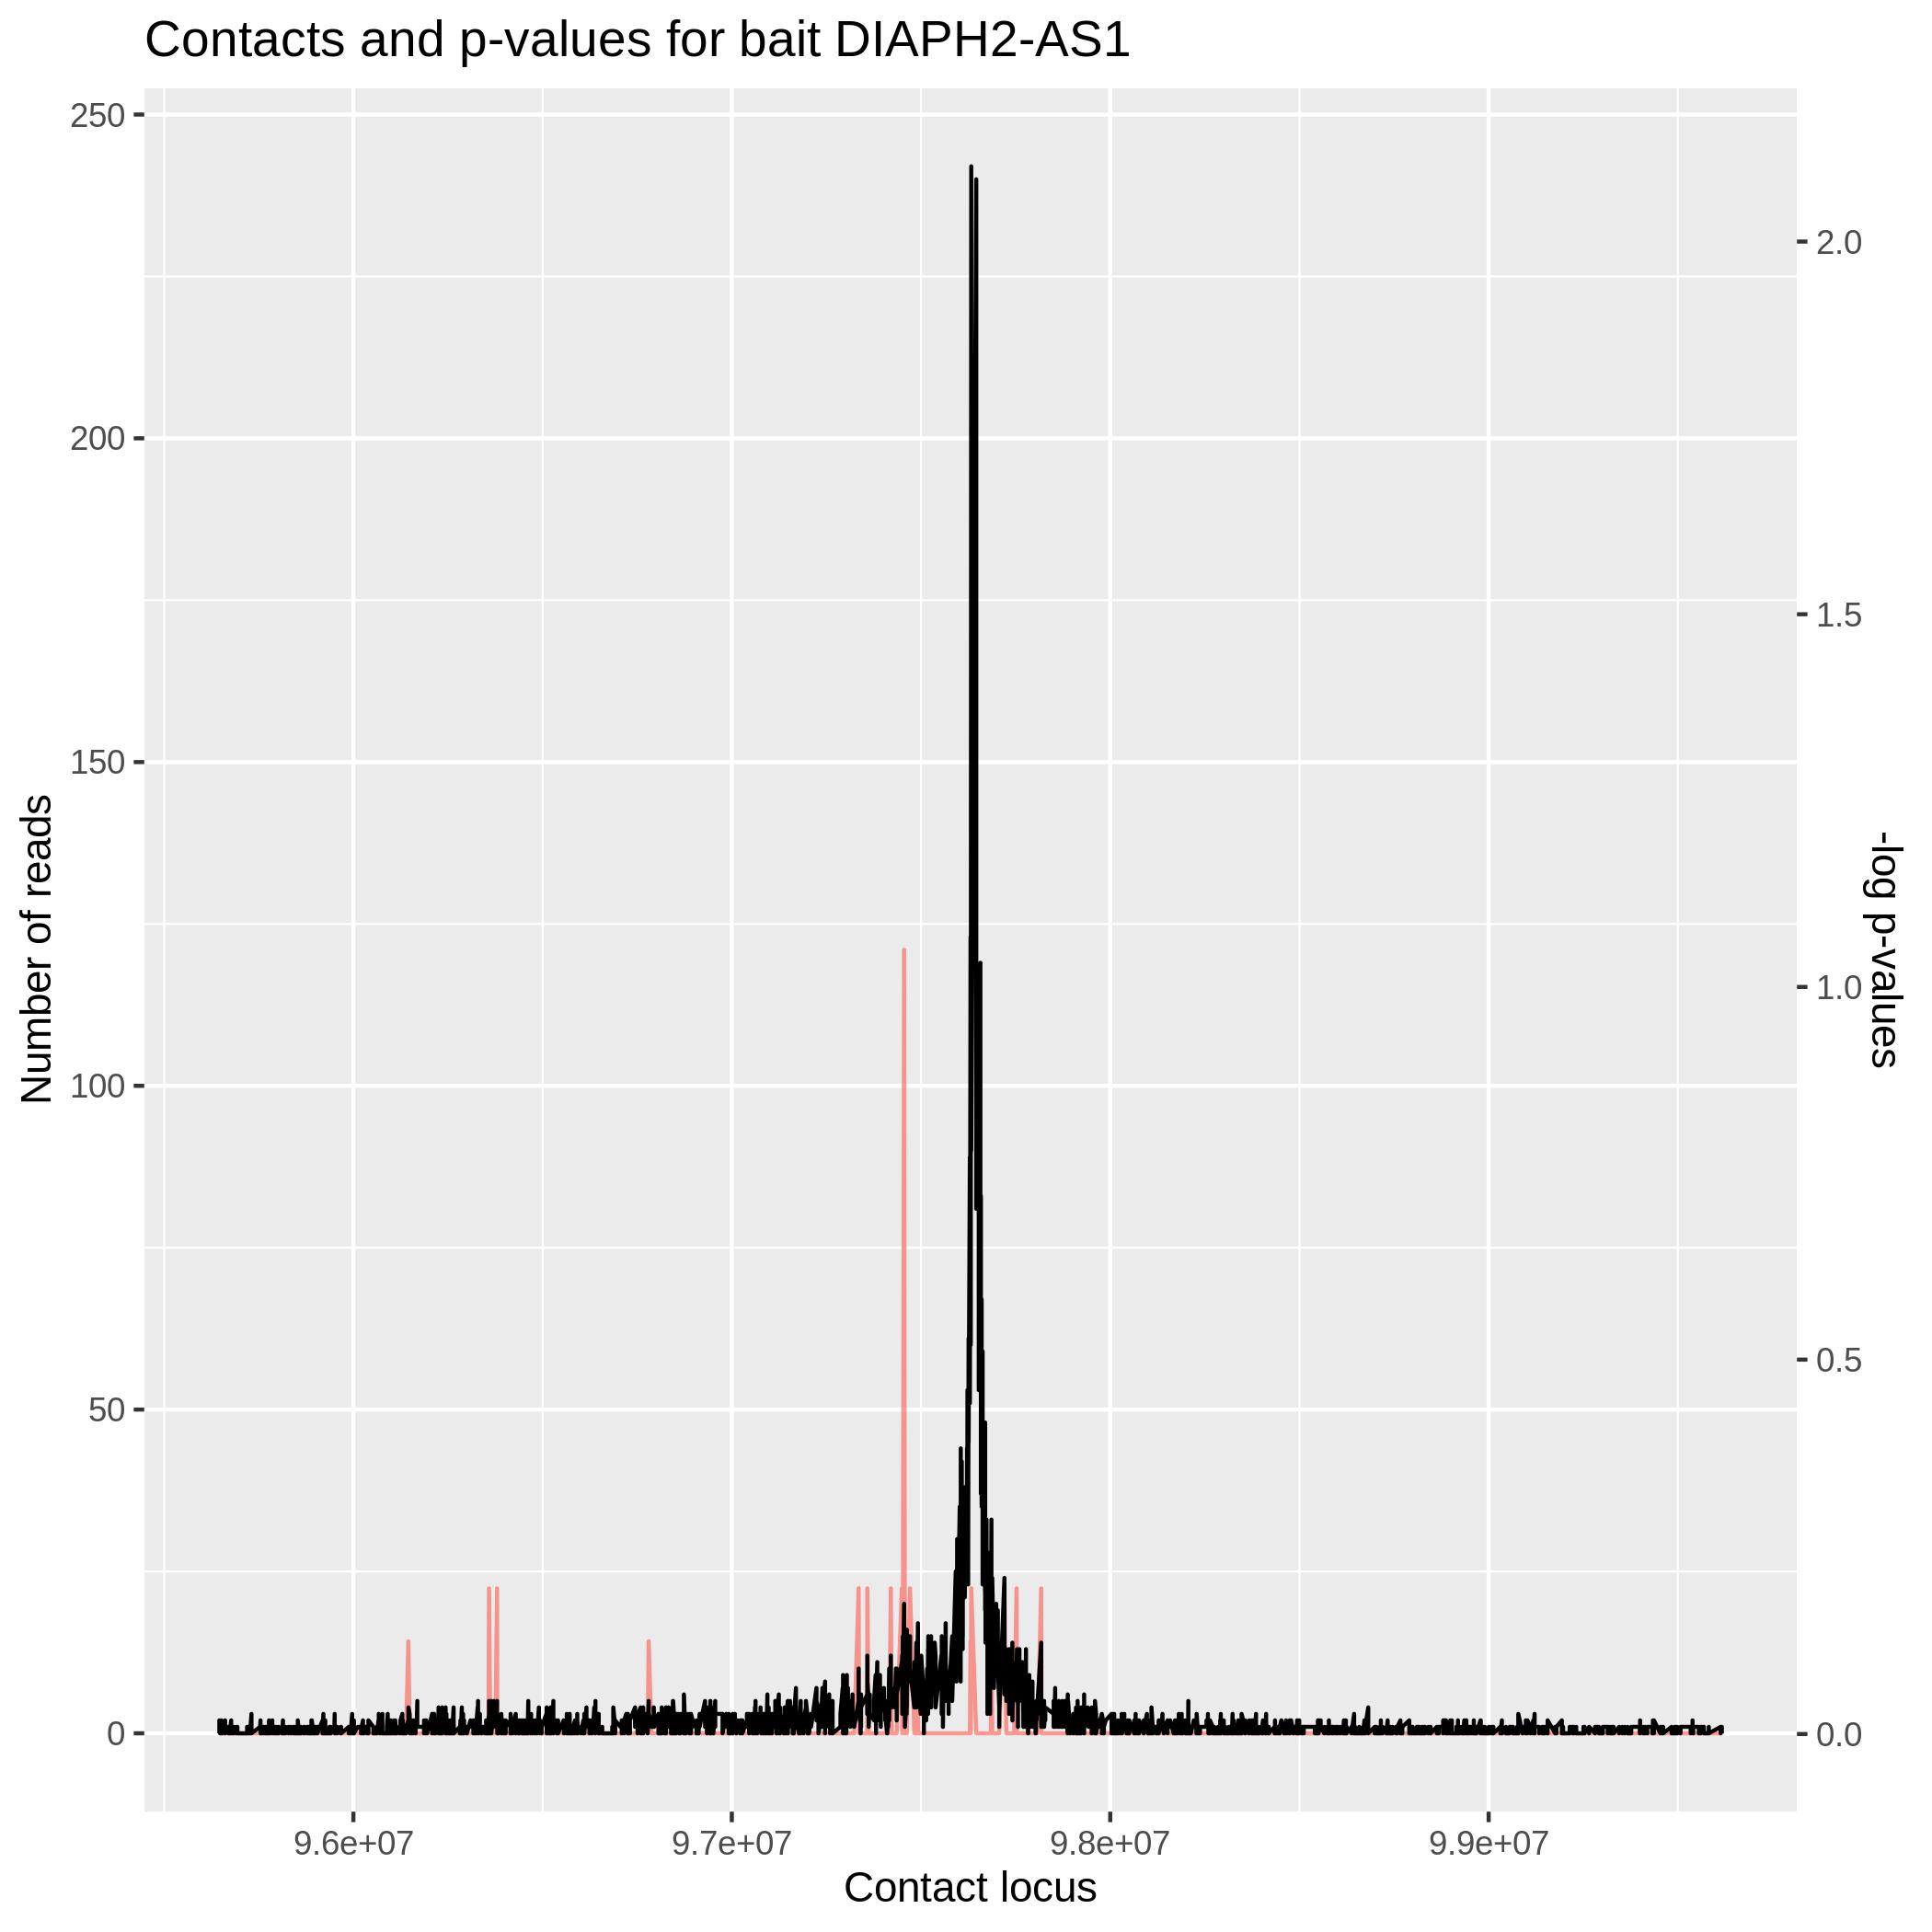 Contacts and p-values for bait DIAPH2-AS1
250
200
150
100
50
0
Number of reads
2.0
1.5
1.0
0.5
0.0
-log p-values
9.6e+07 9.7e+07 9.8e+07 9.9e+07
Contact locus